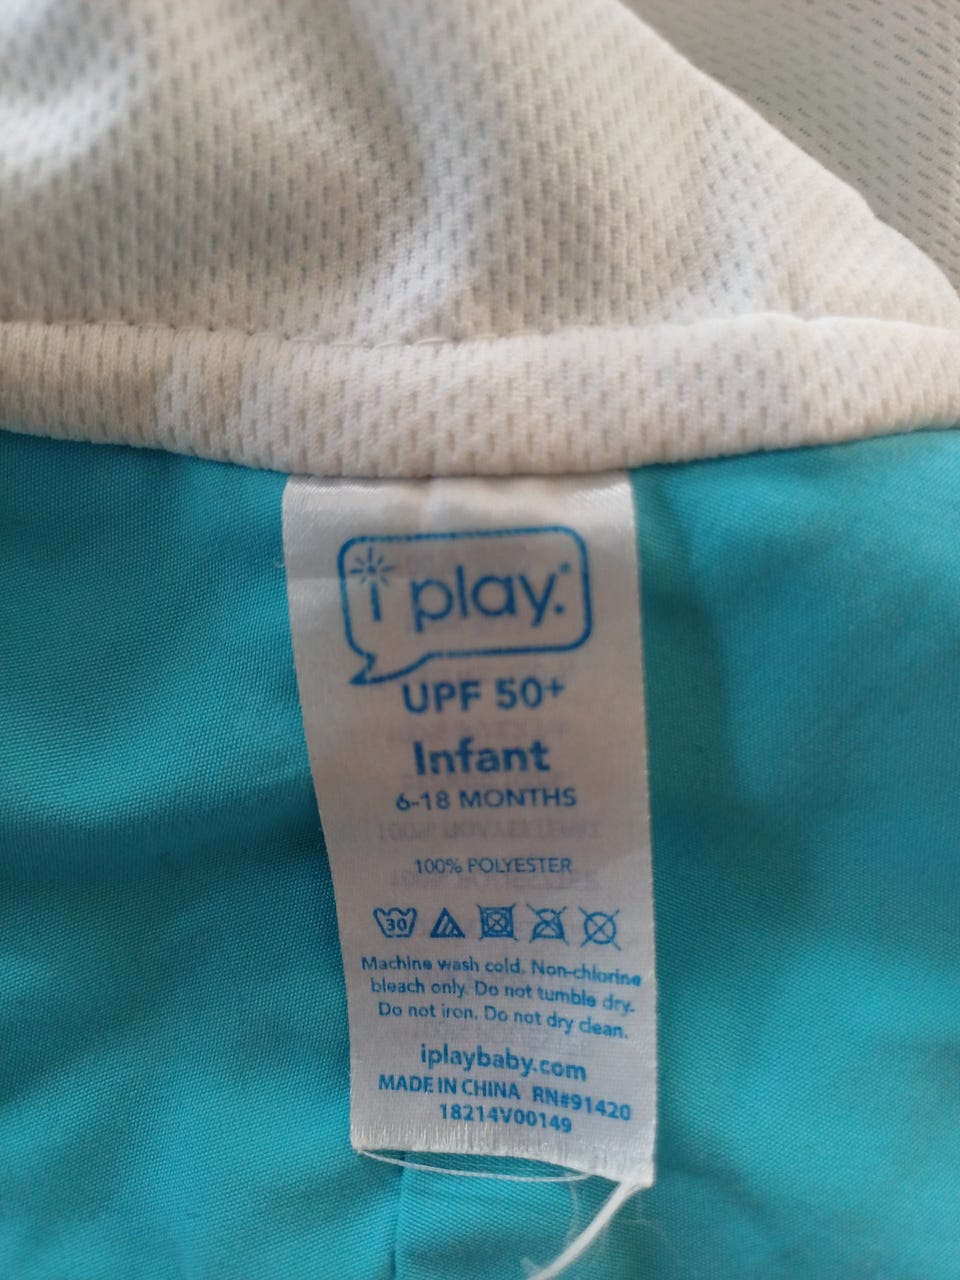 i play.®
UPF 50+
Infant
6-18 MONTHS
100% POLYESTER
30
Machine wash cold. Non-chlorine
bleach only. Do not tumble dry.
Do not iron. Do not dry clean.
iplaybaby.com
MADE IN CHINA RN#91420
18214V00149